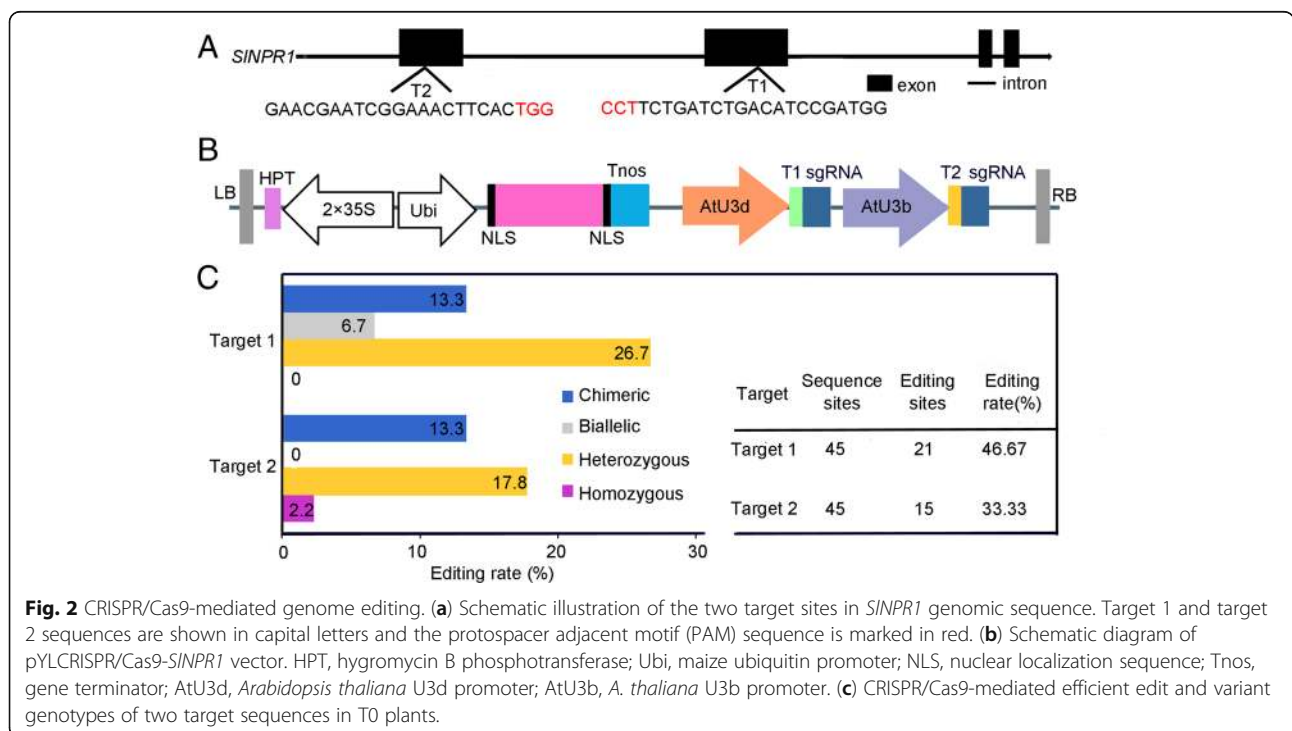 A
SlNPR1
T2
T1
exon
intron
GAACGAATCGGAAACTTCACTGG
CCTTCTGATCTGACATCCGATGG
B
LB
HPT
2×35S
Ubi
NLS
NLS
Tnos
AtU3d
T1 sgRNA
AtU3b
T2 sgRNA
RB
C
Target 1
13.3
6.7
26.7
0
Target 2
13.3
0
17.8
2.2
Chimeric
Biallelic
Heterozygous
Homozygous
0
10
20
30
Editing rate (%)
Target Sequence sites Editing sites Editing rate(%)
Target 1 45 21 46.67
Target 2 45 15 33.33
Fig. 2 CRISPR/Cas9-mediated genome editing. (a) Schematic illustration of the two target sites in SlNPR1 genomic sequence. Target 1 and target
2 sequences are shown in capital letters and the protospacer adjacent motif (PAM) sequence is marked in red. (b) Schematic diagram of
pYLCRISPR/Cas9-SlNPR1 vector. HPT, hygromycin B phosphotransferase; Ubi, maize ubiquitin promoter; NLS, nuclear localization sequence; Tnos,
gene terminator; AtU3d, Arabidopsis thaliana U3d promoter; AtU3b, A. thaliana U3b promoter. (c) CRISPR/Cas9-mediated efficient edit and variant
genotypes of two target sequences in T0 plants.